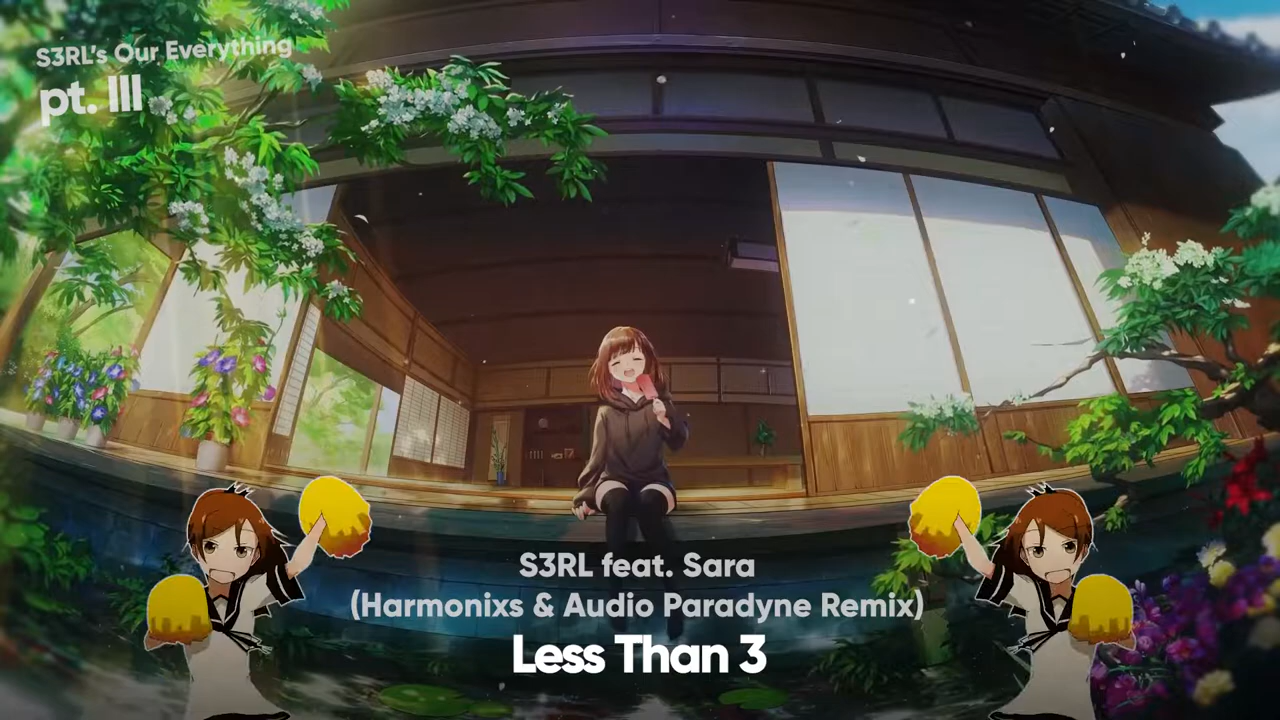 S3RL's Our Everything
pt. III
S3RL feat. Sara
(Harmonixs & Audio Paradyne Remix)
Less Than 3